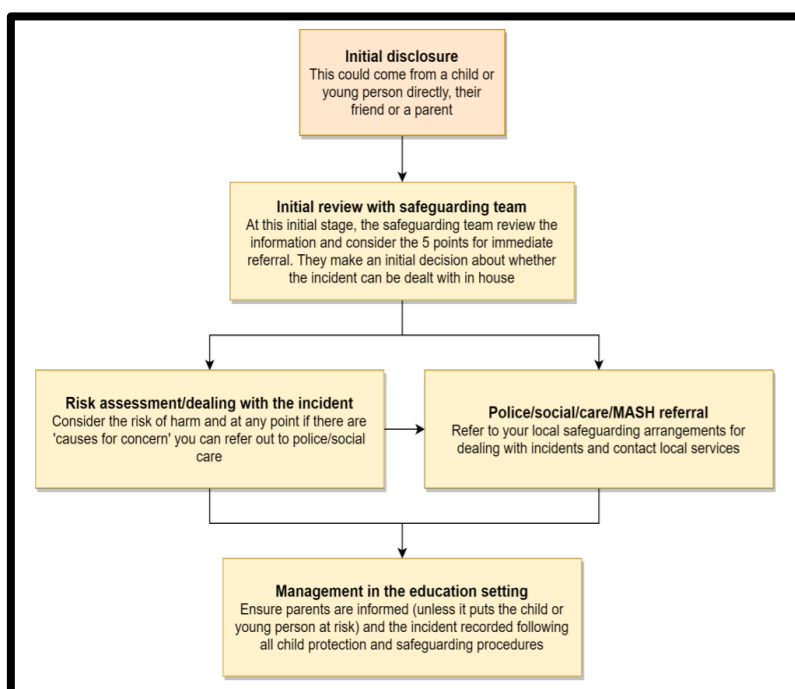 Initial disclosure
This could come from a child or
young person directly, their
friend or a parent
Initial review with safeguarding team
At this initial stage, the safeguarding team review the
information and consider the 5 points for immediate
referral. They make an initial decision about whether
the incident can be dealt with in house
Risk assessment/dealing with the incident
Consider the risk of harm and at any point if there are
'causes for concern' you can refer out to police/social
care
Police/social/care/MASH referral
Refer to your local safeguarding arrangements for
dealing with incidents and contact local services
Management in the education setting
Ensure parents are informed (unless it puts the child or
young person at risk) and the incident recorded following
all child protection and safeguarding procedures